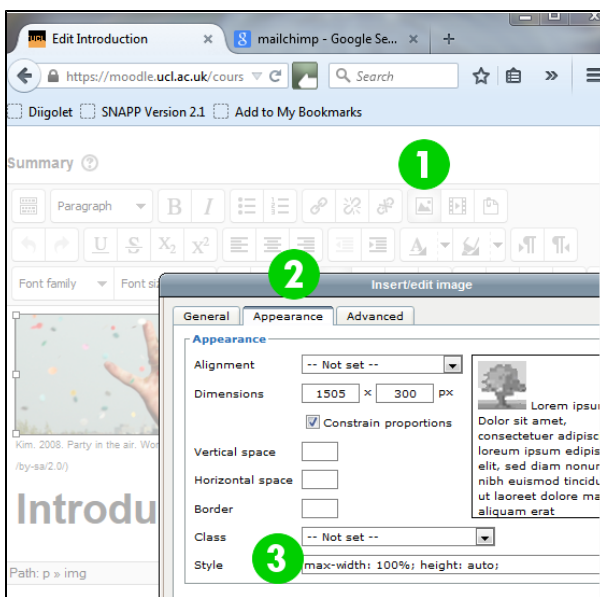 UCL Edit Introduction × 8 mailchimp - Google Se... × +
https://moodle.ucl.ac.uk/cours Search »
Diigolet SNAPP Version 2.1 Add to My Bookmarks
Summary ?
1
Paragraph B I
U S X2 X2 A
Font family Font si
2
Insert/edit image
General Appearance Advanced
Appearance
Alignment -- Not set --
Dimensions 1505 × 300 px
Constrain proportions
Vertical space
Horizontal space
Border
Class -- Not set --
3
Style max-width: 100%; height: auto;
Lorem ipsu
Dolor sit amet,
consectetuer adipisc
loreum ipsum edipis
elit, sed diam nonur
nibh euismod tincidu
ut laoreet dolore ma
aliquam erat
Kim. 2008. Party in the air. Wor
/by-sa/2.0/)
Introdu
Path: p » img